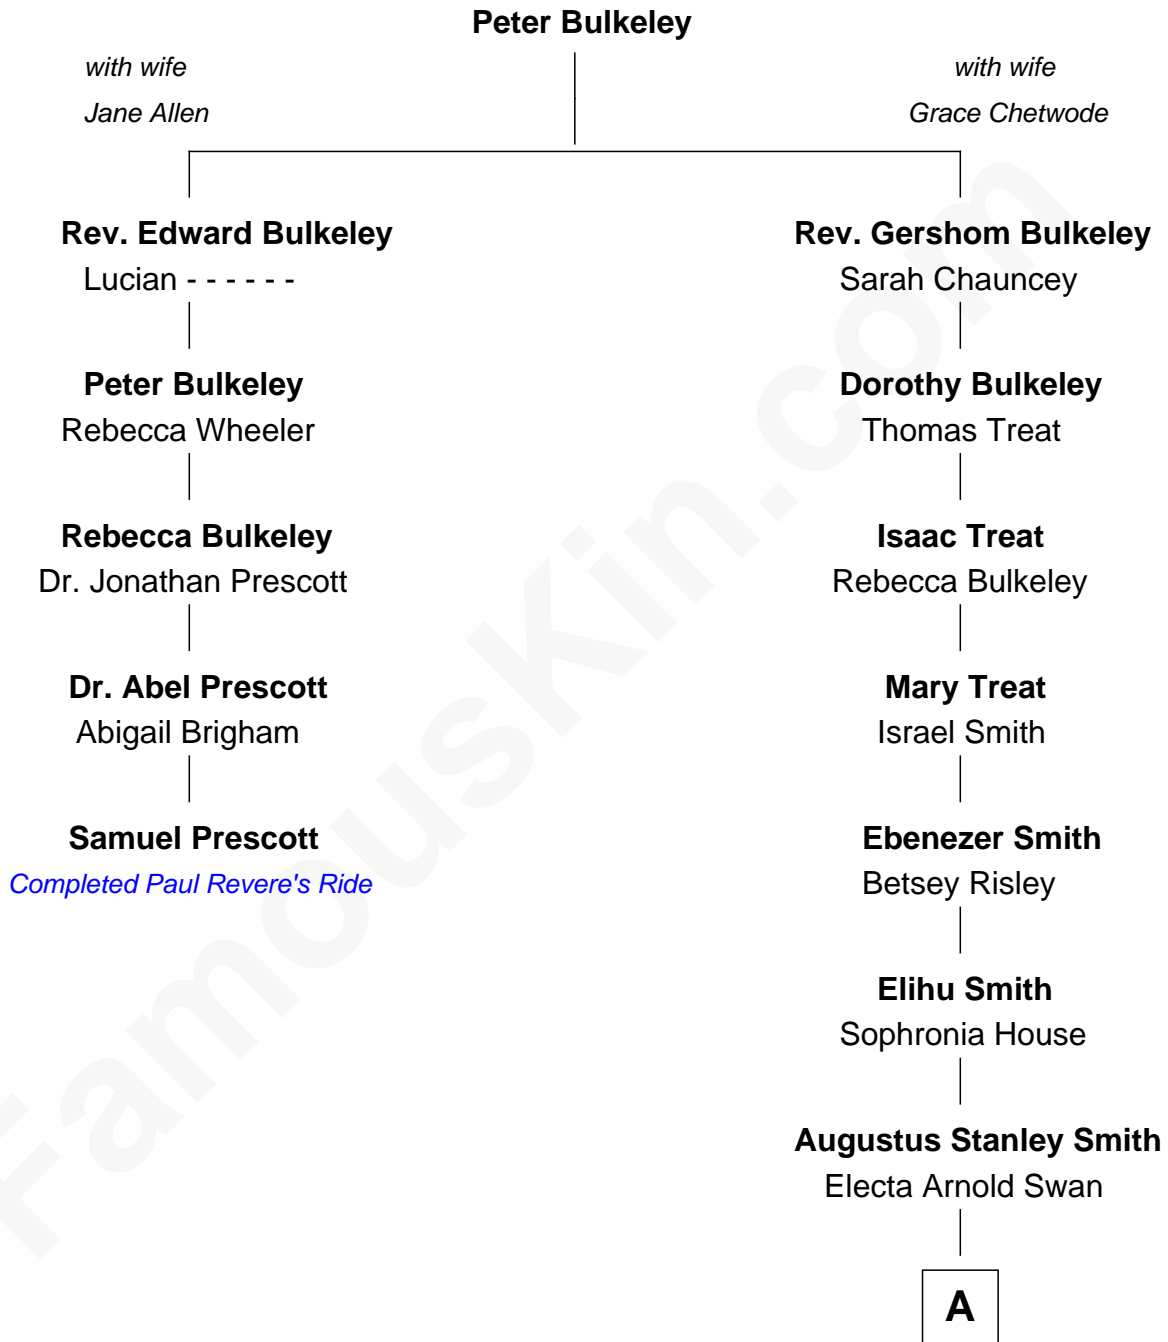 Peter Bulkeley
with wife
Jane Allen
with wife
Grace Chetwode
Rev. Edward Bulkeley
Lucian - - - - - -
Rev. Gershom Bulkeley
Sarah Chauncey
Peter Bulkeley
Rebecca Wheeler
Dorothy Bulkeley
Thomas Treat
Rebecca Bulkeley
Dr. Jonathan Prescott
Isaac Treat
Rebecca Bulkeley
Dr. Abel Prescott
Abigail Brigham
Mary Treat
Israel Smith
Samuel Prescott
Completed Paul Revere's Ride
Ebenezer Smith
Betsey Risley
Elihu Smith
Sophronia House
Augustus Stanley Smith
Electa Arnold Swan
A
FamousKin.com